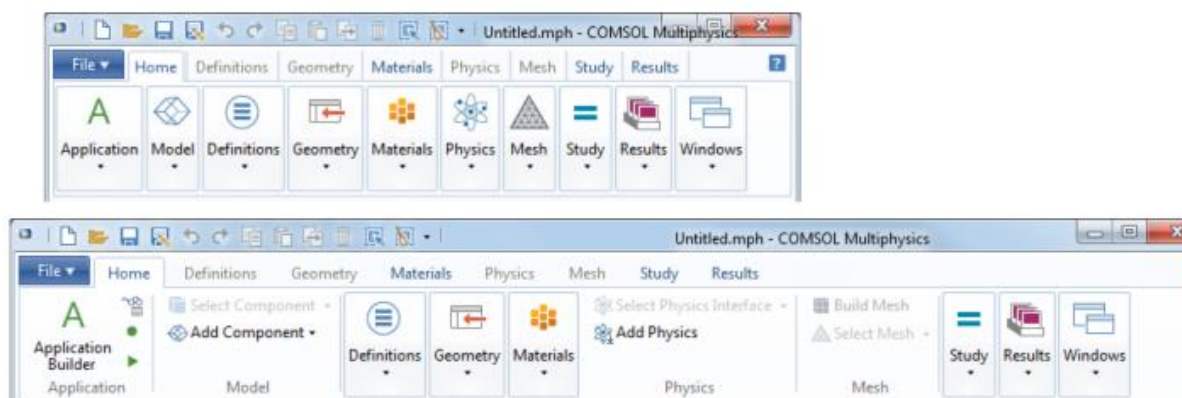 Untitled.mph - COMSOL Multiphysics
File Home Definitions Geometry Materials Physics Mesh Study Results
A
Application Model Definitions Geometry Materials Physics Mesh Study Results Windows
Untitled.mph - COMSOL Multiphysics
File Home Definitions Geometry Materials Physics Mesh Study Results
A Select Component Select Physics Interface Build Mesh
Add Component Add Physics Select Mesh
Application Builder Definitions Geometry Materials Study Results Windows
Application Model Physics Mesh